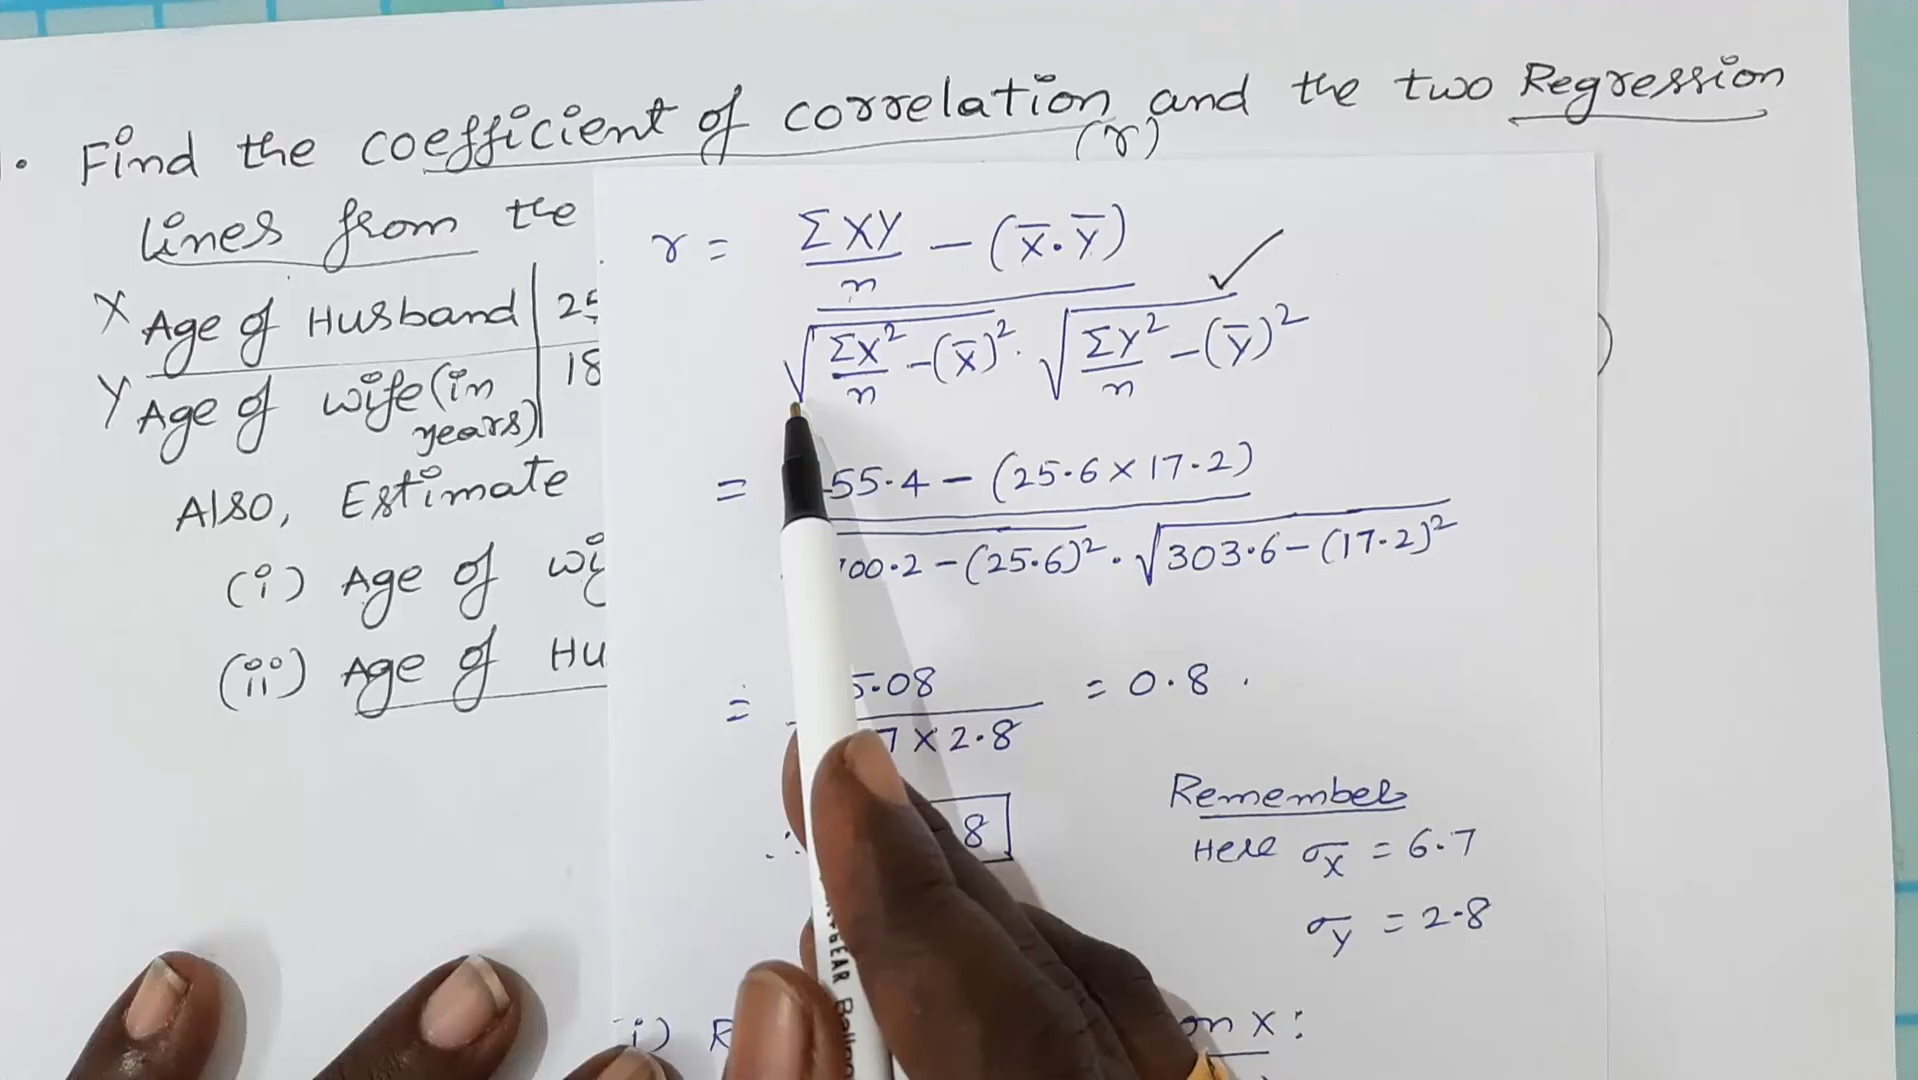 . Find the coefficient of correlation and the two Regression
(r)
lines from the
X Age of Husband 25
Y Age of wife (in years) 18
Also, Estimate
(i) Age of wi
(ii) Age of Hu
r = ΣXY/n - (X̄.Ȳ) / √ΣX²/n - (X̄)² . √ΣY²/n - (Ȳ)²
= 55.4 - (25.6 × 17.2) / 00.2 - (25.6)² . √303.6 - (17.2)²
= 5.08 / 7 × 2.8 = 0.8 .
∴ 8
Remember
Here σX = 6.7
σY = 2.8
i) R on X :